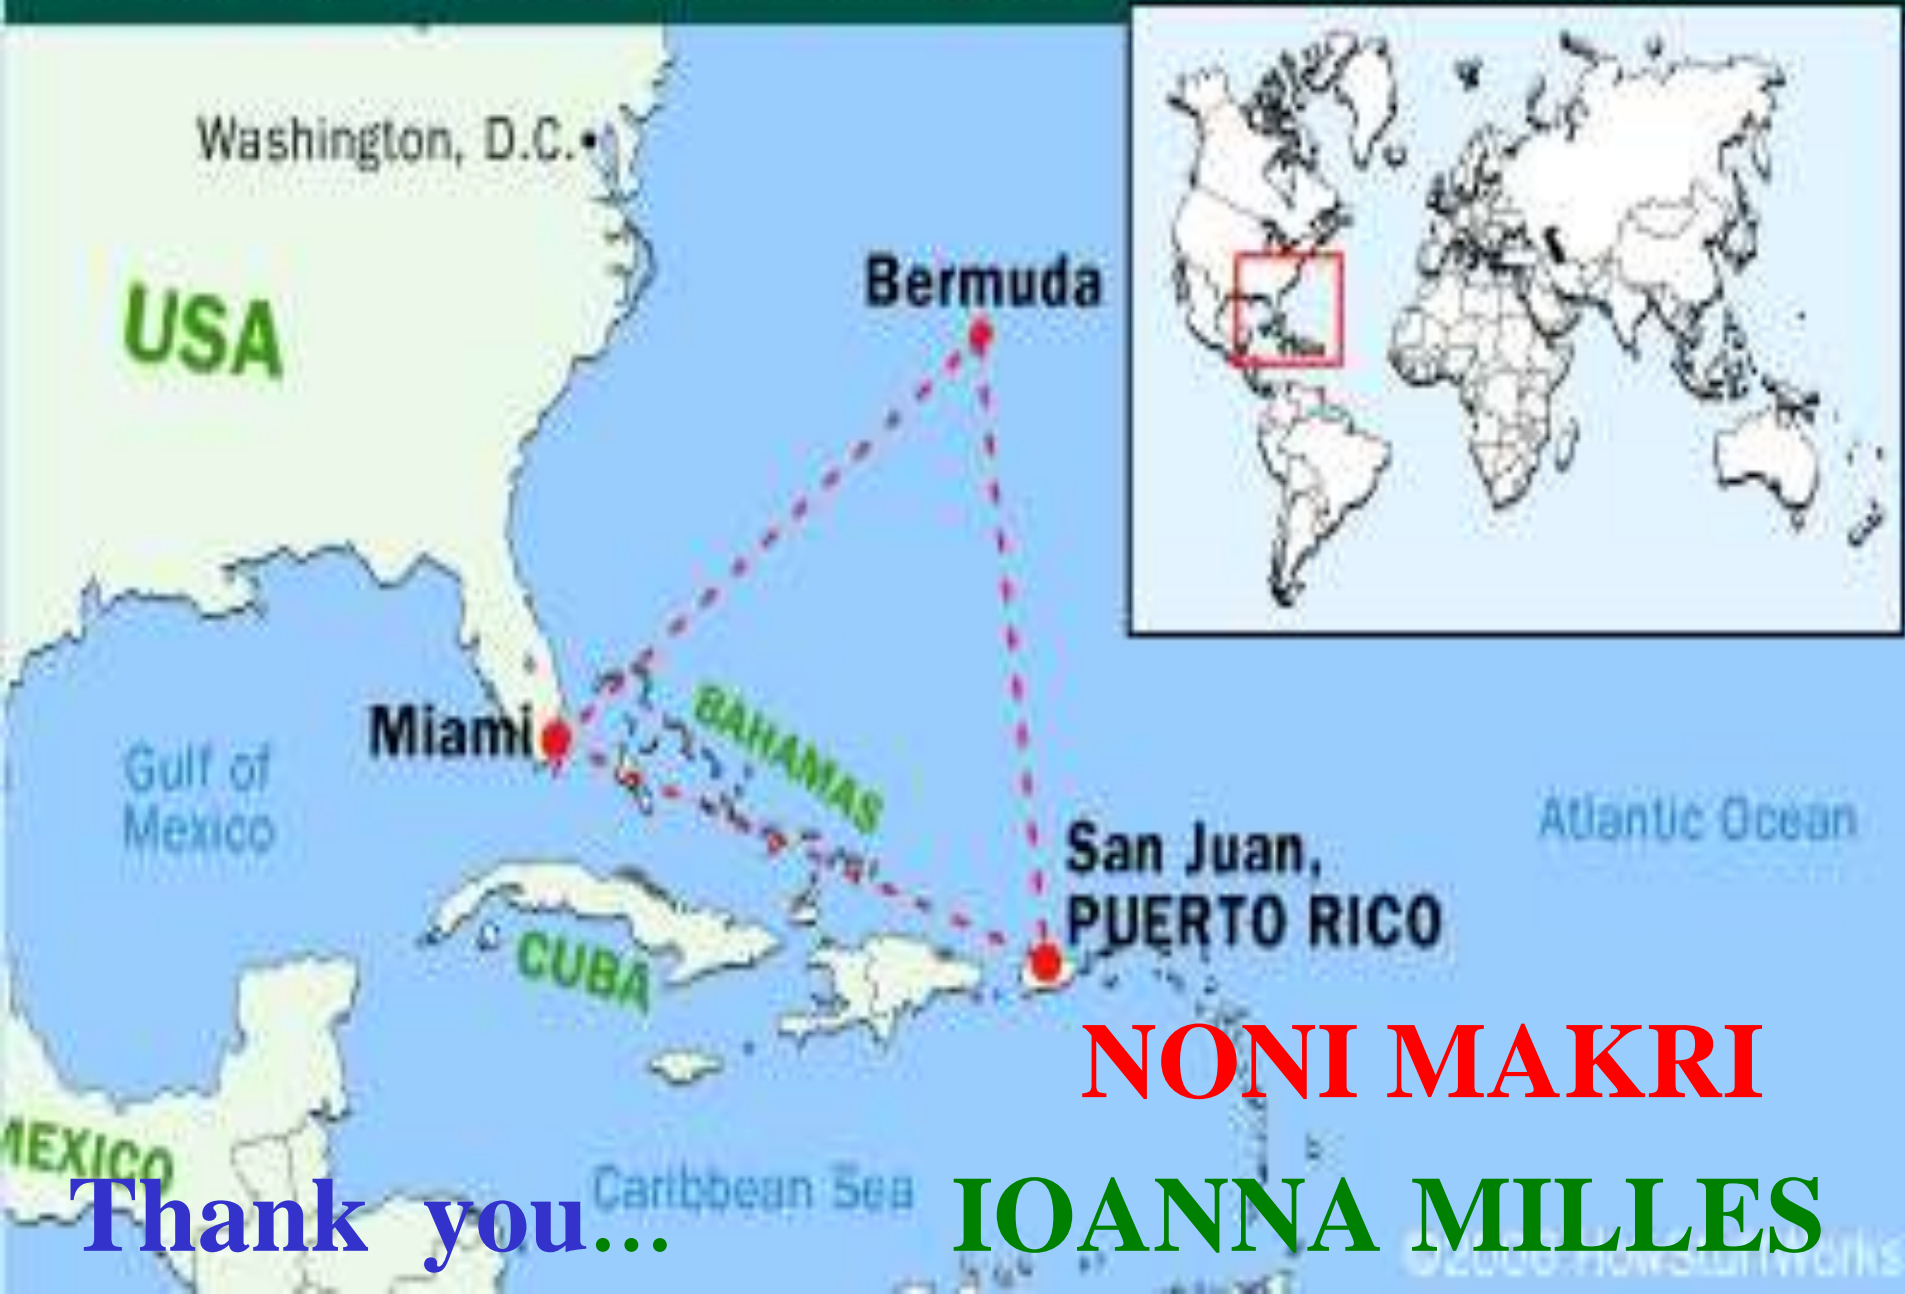 Washington, D.C.
USA
Bermuda
Miami
BAHAMAS
Gulf of
Mexico
Atlantic Ocean
San Juan,
PUERTO RICO
CUBA
NONI MAKRI
MEXICO
Caribbean Sea
Thank you...
IOANNA MILLES